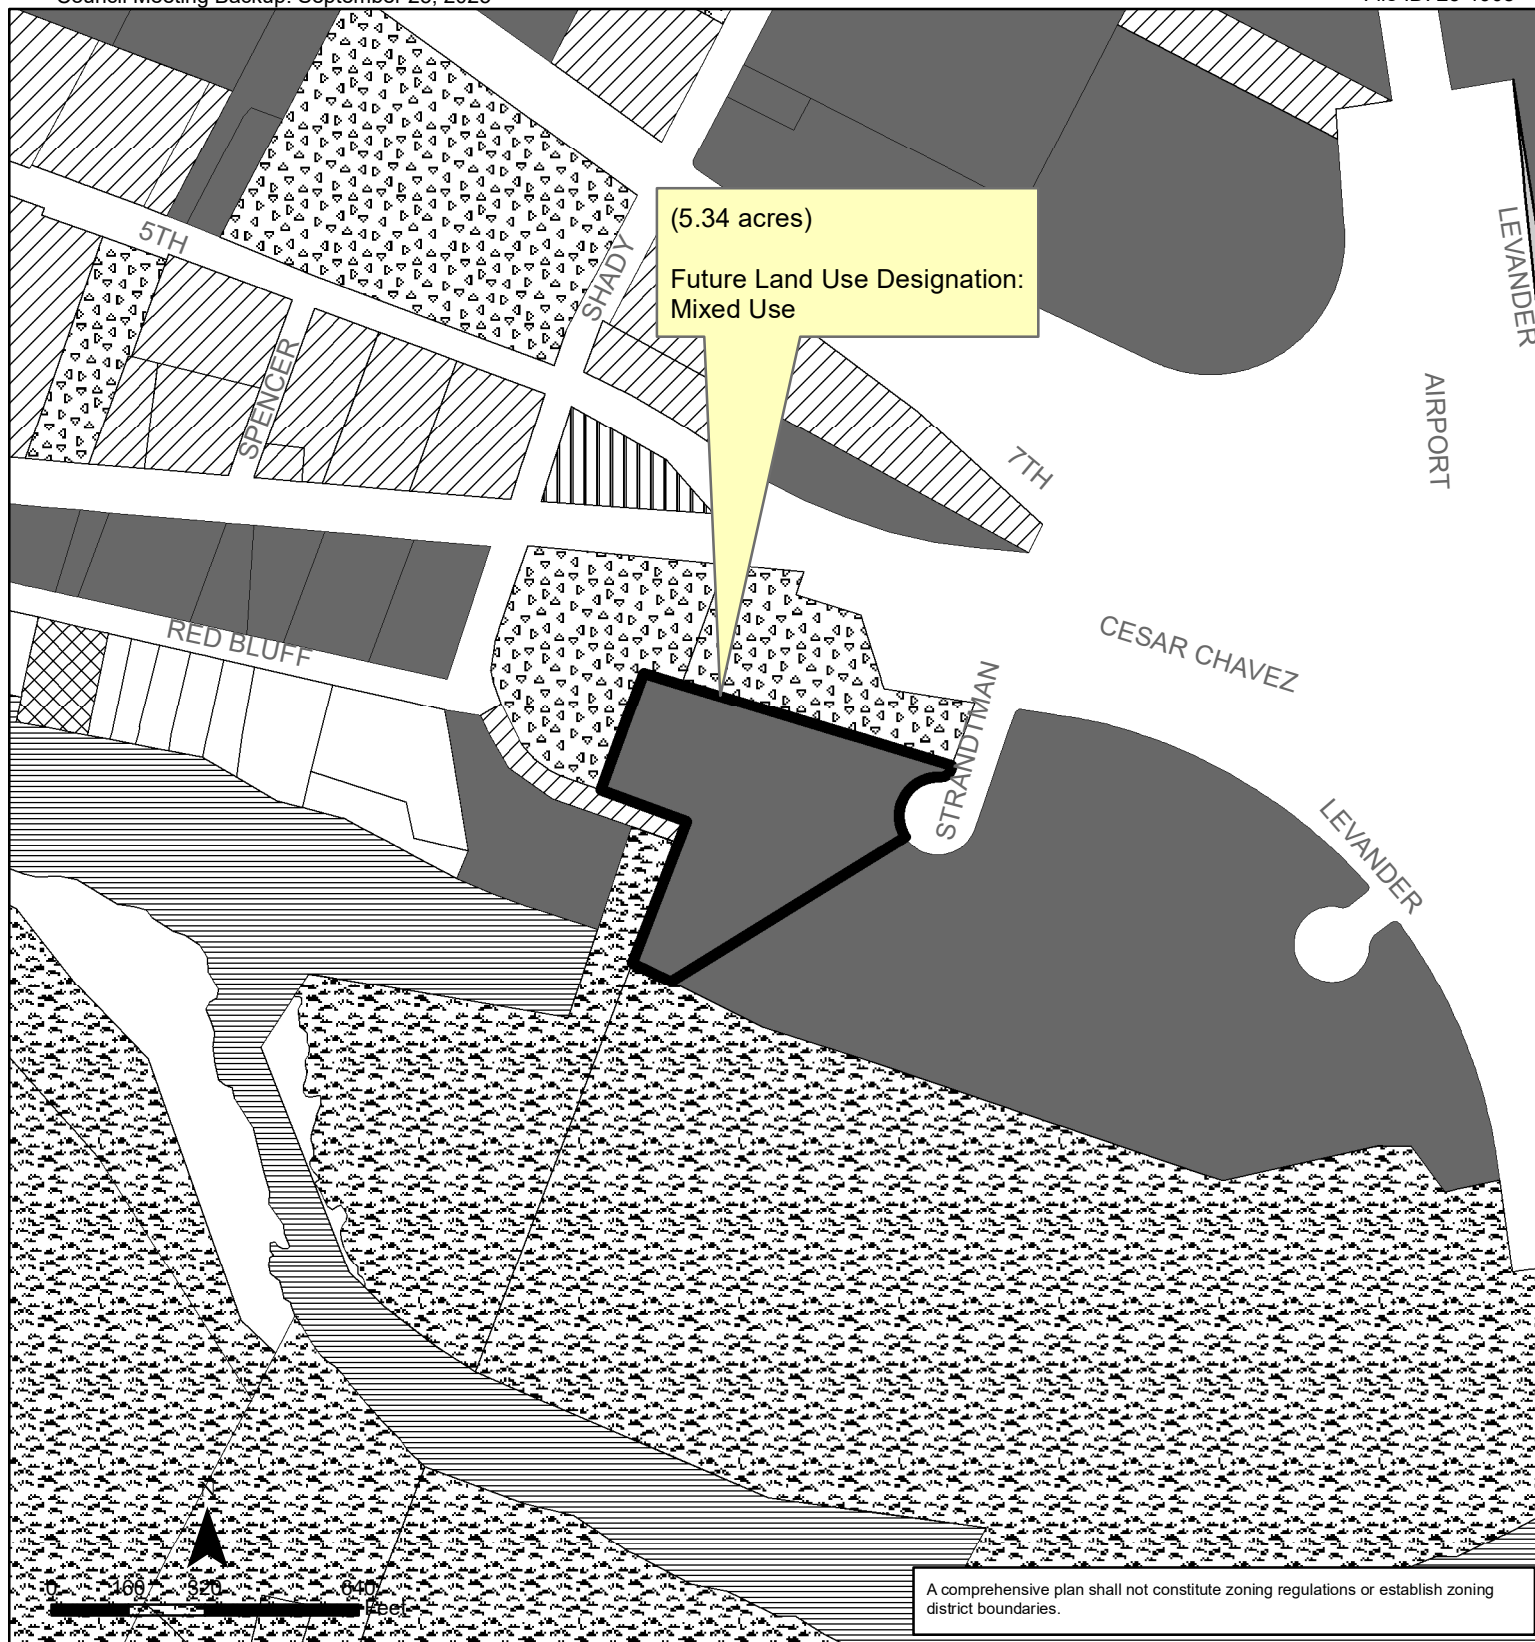 (5.34 acres)
Future Land Use Designation:
Mixed Use
5TH
SHADY
SPENCER
LEVANDER
AIRPORT
7TH
RED BLUFF
CESAR CHAVEZ
STRANDTMAN
LEVANDER
N
0 160 320 640
Feet
A comprehensive plan shall not constitute zoning regulations or establish zoning
district boundaries.